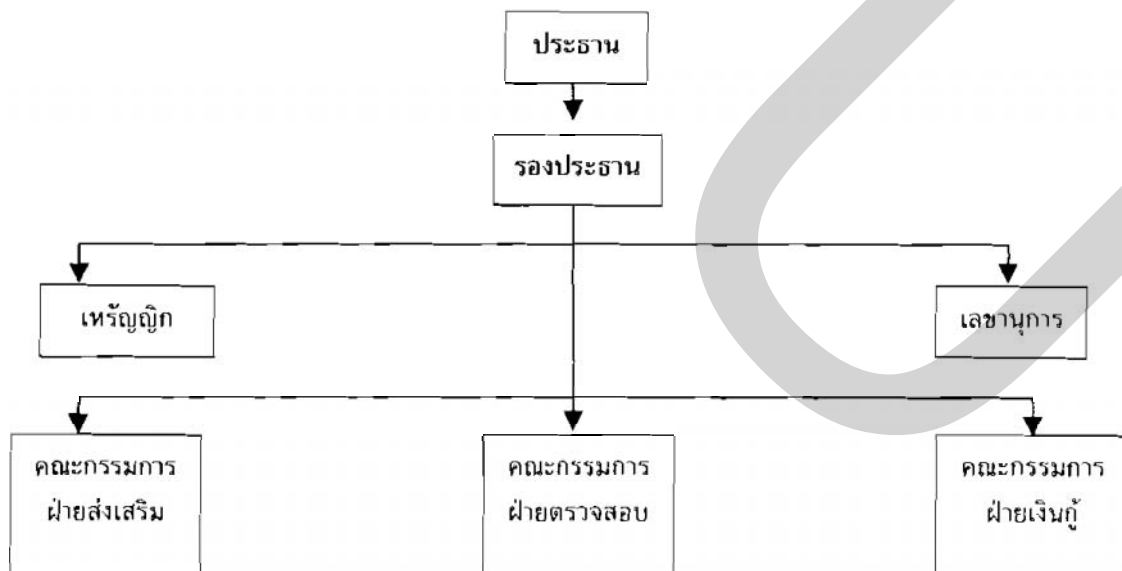 ประธาน
รองประธาน
เหรัญญิก
เลขานุการ
คณะกรรมการ
ฝ่ายส่งเสริม
คณะกรรมการ
ฝ่ายตรวจสอบ
คณะกรรมการ
ฝ่ายเงินกู้